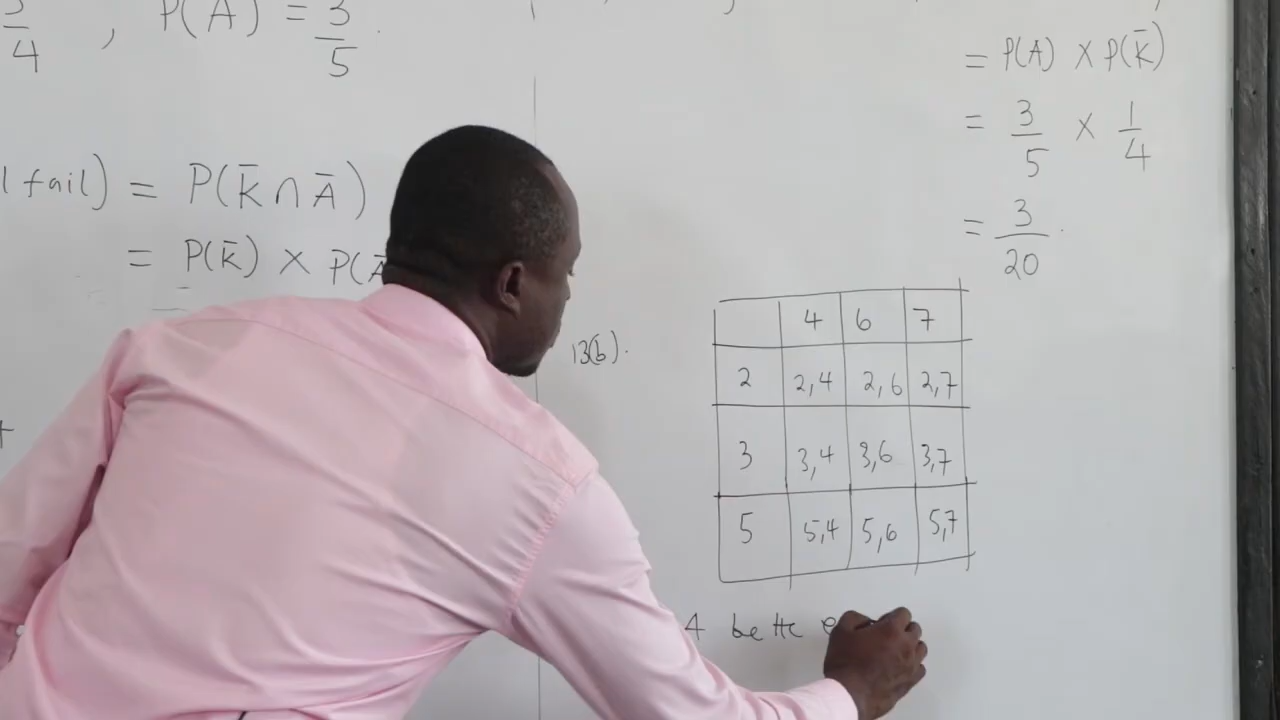 3/4 , P(A) = 3/5.
l fail) = P(K̄ ∩ Ā)
= P(K̄) × P(Ā
= P(A) × P(K̄)
= 3/5 × 1/4
= 3/20.
13(b).
4 6 7
2 2,4 2,6 2,7
3 3,4 3,6 3,7
5 5,4 5,6 5,7
A be the e